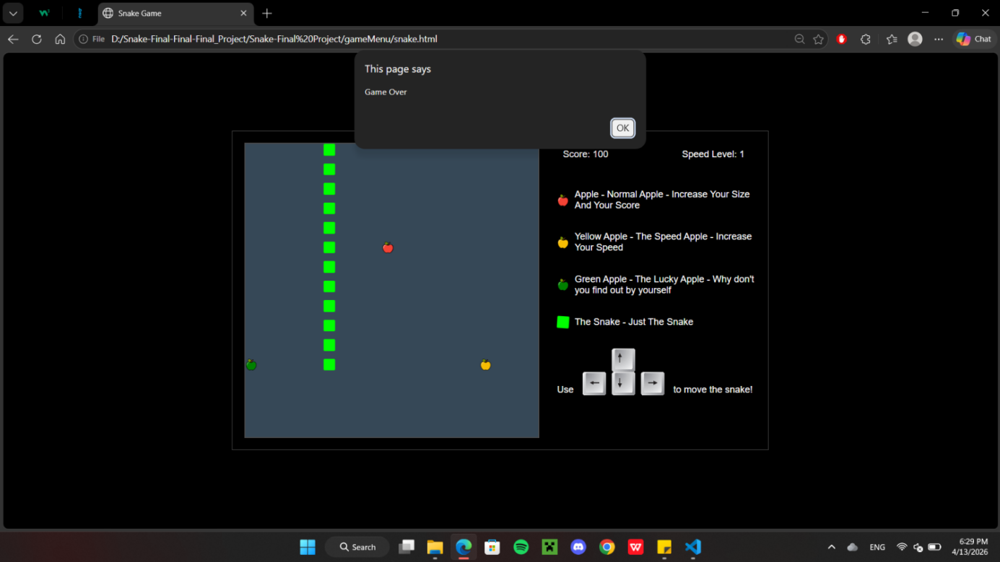 Snake Game
File D:/Snake-Final-Final-Final_Project/Snake-Final%20Project/gameMenu/snake.html
Chat
This page says
Game Over
OK
Score: 100 Speed Level: 1
Apple - Normal Apple - Increase Your Size
And Your Score
Yellow Apple - The Speed Apple - Increase
Your Speed
Green Apple - The Lucky Apple - Why don't
you find out by yourself
The Snake - Just The Snake
Use to move the snake!
Search
ENG
6:29 PM
4/13/2026